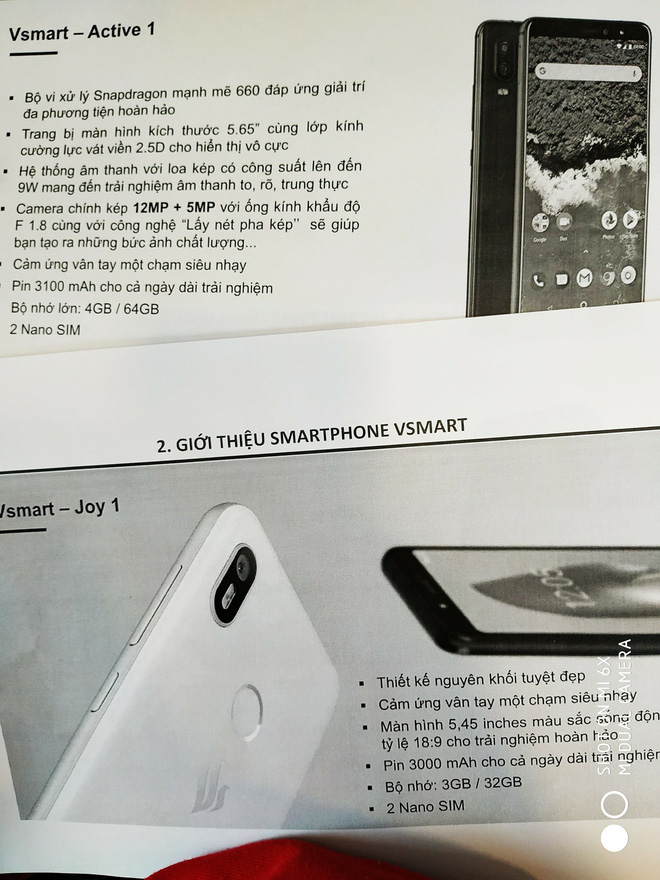 Vsmart – Active 1
Bộ vi xử lý Snapdragon mạnh mẽ 660 đáp ứng giải trí
đa phương tiện hoàn hảo
Trang bị màn hình kích thước 5.65” cùng lớp kính
cường lực vát viền 2.5D cho hiển thị vô cực
Hệ thống âm thanh với loa kép có công suất lên đến
9W mang đến trải nghiệm âm thanh to, rõ, trung thực
Camera chính kép 12MP + 5MP với ống kính khẩu độ
F 1.8 cùng với công nghệ “Lấy nét pha kép” sẽ giúp
bạn tạo ra những bức ảnh chất lượng...
Cảm ứng vân tay một chạm siêu nhạy
Pin 3100 mAh cho cả ngày dài trải nghiệm
Bộ nhớ lớn: 4GB / 64GB
2 Nano SIM
Google
Duo
Photos
2. GIỚI THIỆU SMARTPHONE VSMART
Vsmart – Joy 1
12:05
Thiết kế nguyên khối tuyệt đẹp
Cảm ứng vân tay một chạm siêu nhạy
Màn hình 5,45 inches màu sắc sống độn
tỷ lệ 18:9 cho trải nghiệm hoàn hảo
Pin 3000 mAh cho cả ngày dài trải nghiệm
Bộ nhớ: 3GB / 32GB
2 Nano SIM
SHOT ON MI 6X
MI DUAL CAMERA